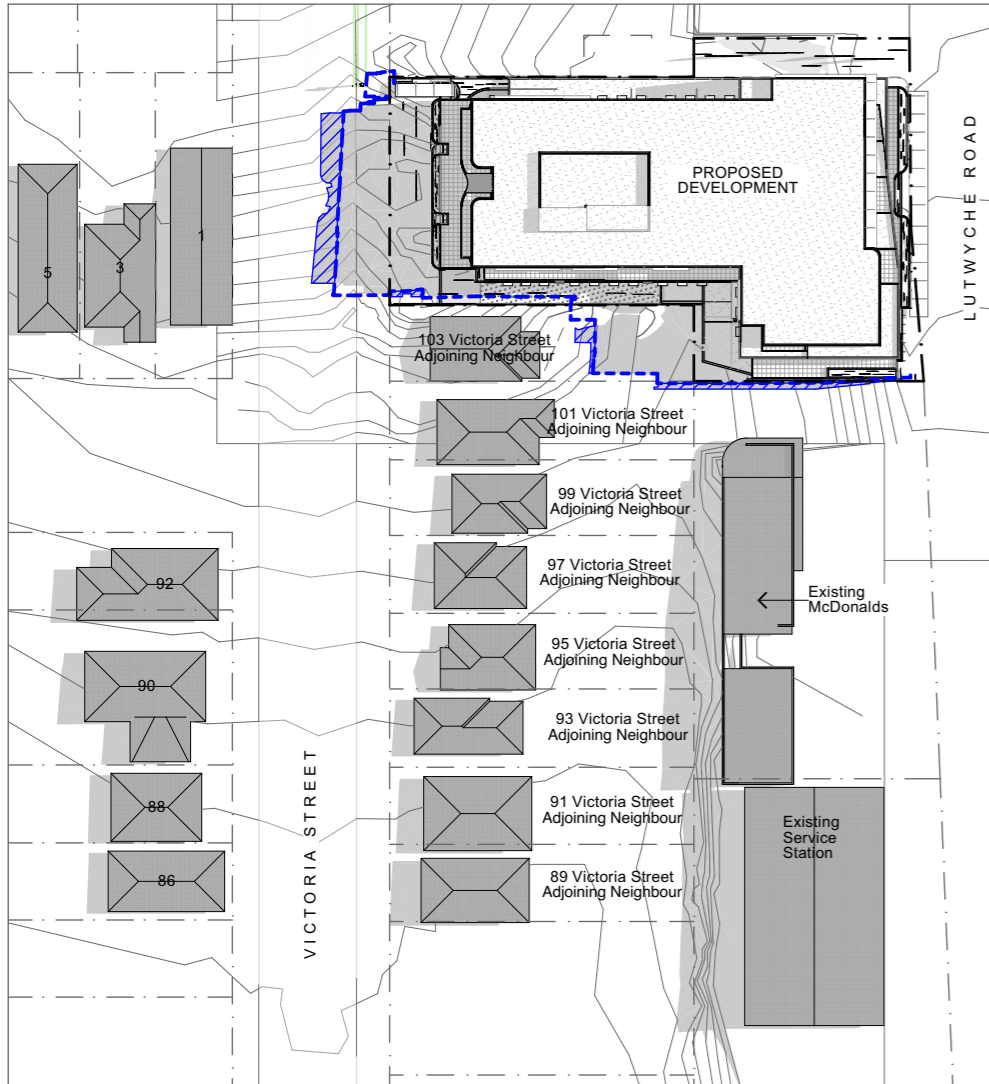 PROPOSED
DEVELOPMENT
LUTWYCHE ROAD
1
3
5
103 Victoria Street
Adjoining Neighbour
101 Victoria Street
Adjoining Neighbour
99 Victoria Street
Adjoining Neighbour
97 Victoria Street
Adjoining Neighbour
92
Existing
McDonalds
95 Victoria Street
Adjoining Neighbour
90
93 Victoria Street
Adjoining Neighbour
VICTORIA STREET
88
91 Victoria Street
Adjoining Neighbour
Existing
Service
Station
86
89 Victoria Street
Adjoining Neighbour